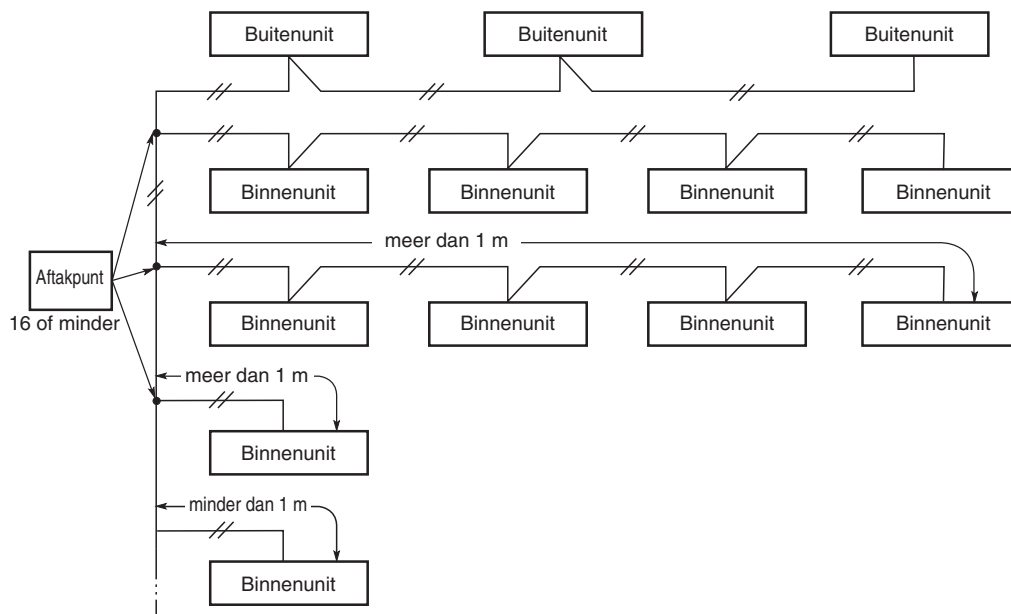 Buitenunit Buitenunit Buitenunit
Binnenunit Binnenunit Binnenunit Binnenunit
meer dan 1 m
Aftakpunt
16 of minder
Binnenunit Binnenunit Binnenunit Binnenunit
meer dan 1 m
Binnenunit
minder dan 1 m
Binnenunit